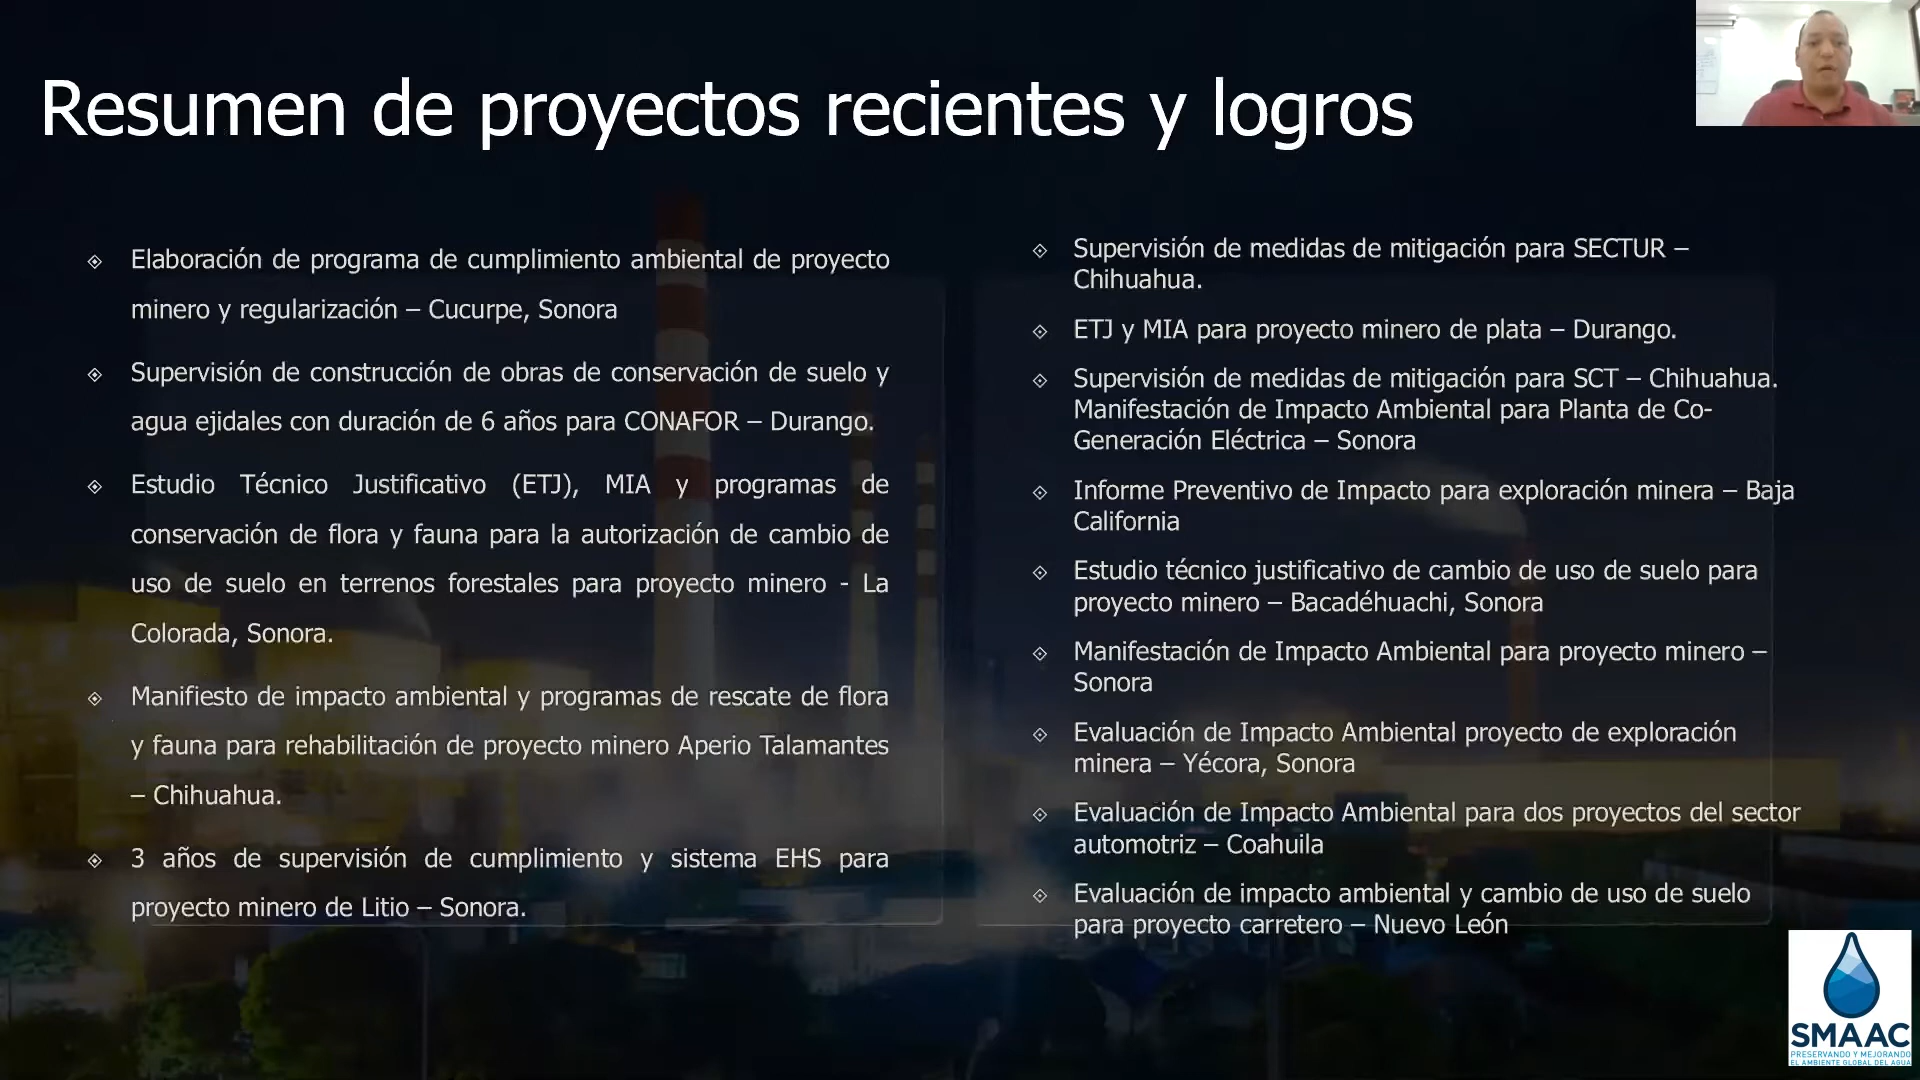 Resumen de proyectos recientes y logros
Elaboración de programa de cumplimiento ambiental de proyecto
minero y regularización – Cucurpe, Sonora
Supervisión de construcción de obras de conservación de suelo y
agua ejidales con duración de 6 años para CONAFOR – Durango.
Estudio Técnico Justificativo (ETJ), MIA y programas de
conservación de flora y fauna para la autorización de cambio de
uso de suelo en terrenos forestales para proyecto minero - La
Colorada, Sonora.
Manifiesto de impacto ambiental y programas de rescate de flora
y fauna para rehabilitación de proyecto minero Aperio Talamantes
– Chihuahua.
3 años de supervisión de cumplimiento y sistema EHS para
proyecto minero de Litio – Sonora.
Supervisión de medidas de mitigación para SECTUR –
Chihuahua.
ETJ y MIA para proyecto minero de plata – Durango.
Supervisión de medidas de mitigación para SCT – Chihuahua.
Manifestación de Impacto Ambiental para Planta de Co-
Generación Eléctrica – Sonora
Informe Preventivo de Impacto para exploración minera – Baja
California
Estudio técnico justificativo de cambio de uso de suelo para
proyecto minero – Bacadéhuachi, Sonora
Manifestación de Impacto Ambiental para proyecto minero –
Sonora
Evaluación de Impacto Ambiental proyecto de exploración
minera – Yécora, Sonora
Evaluación de Impacto Ambiental para dos proyectos del sector
automotriz – Coahuila
Evaluación de impacto ambiental y cambio de uso de suelo
para proyecto carretero – Nuevo León
SMAAC
PRESERVANDO Y MEJORANDO
EL AMBIENTE GLOBAL DEL AGUA